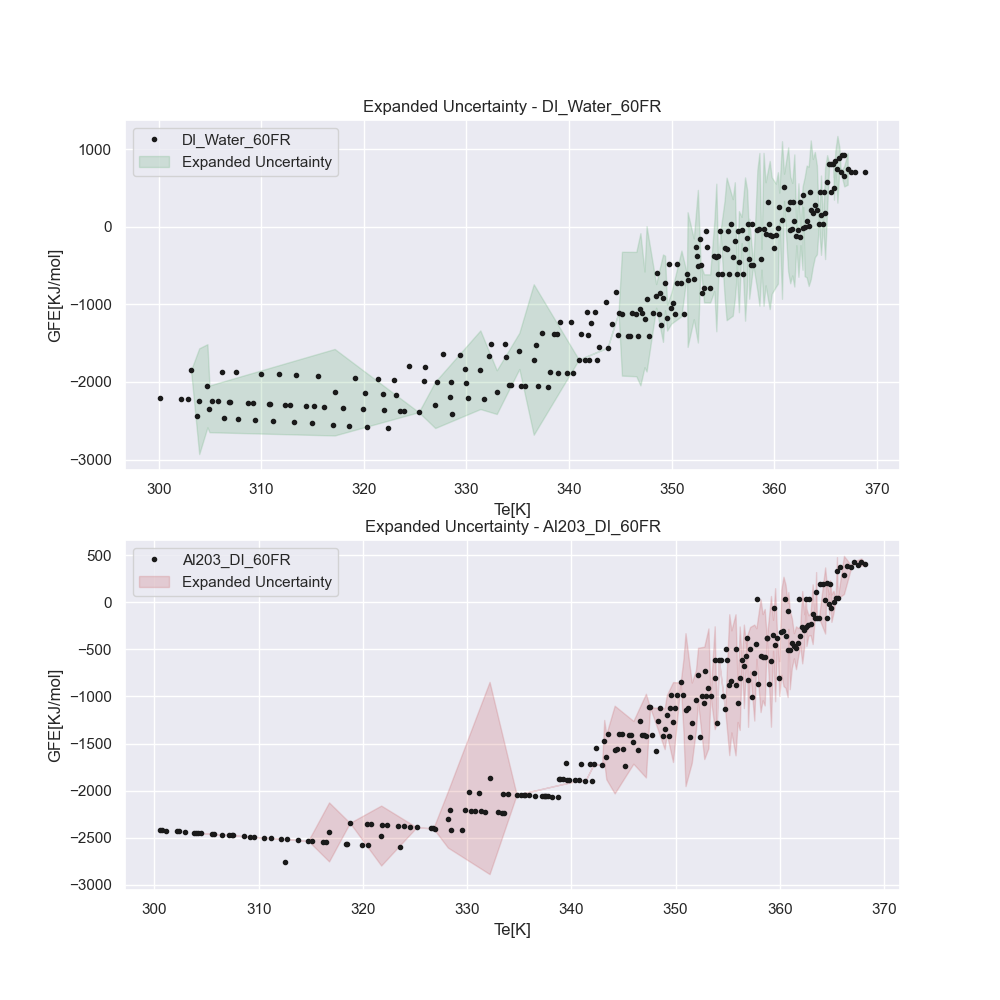 Expanded Uncertainty - DI_Water_60FR
DI_Water_60FR
Expanded Uncertainty
1000
0
−1000
−2000
−3000
GFE[KJ/mol]
300 310 320 330 340 350 360 370
Te[K]
Expanded Uncertainty - Al203_DI_60FR
Al203_DI_60FR
Expanded Uncertainty
500
0
−500
−1000
−1500
−2000
−2500
−3000
GFE[KJ/mol]
300 310 320 330 340 350 360 370
Te[K]